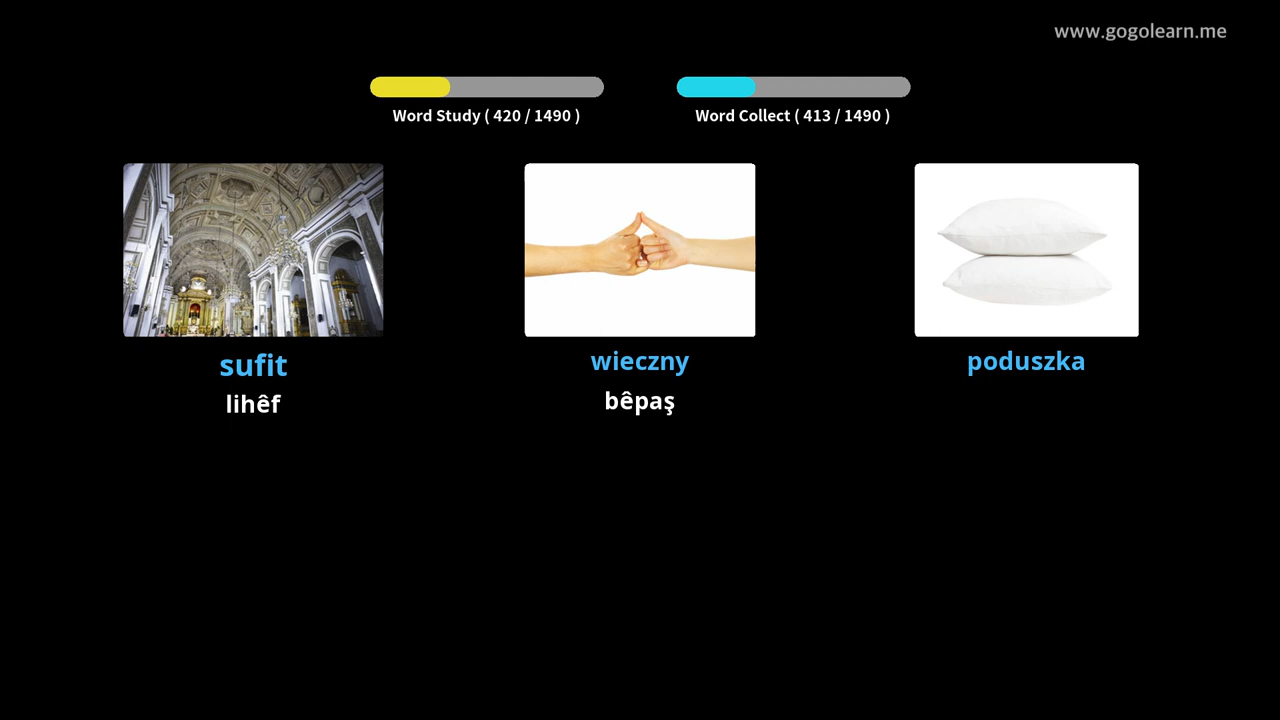 www.gogolearn.me
Word Study ( 420 / 1490 )
Word Collect ( 413 / 1490 )
sufit
lihêf
wieczny
bêpaş
poduszka